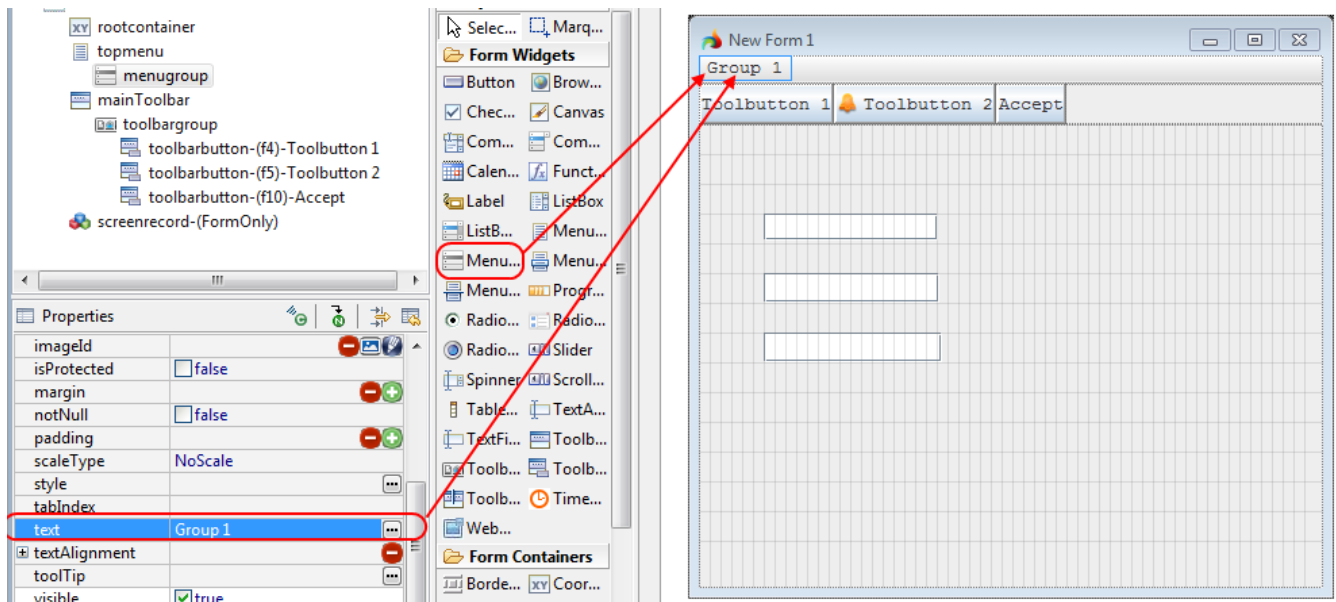 rootcontainer
topmenu
menugroup
mainToolbar
toolbargroup
toolbarbutton-(f4)-Toolbutton 1
toolbarbutton-(f5)-Toolbutton 2
toolbarbutton-(f10)-Accept
screenrecord-(FormOnly)
Properties
imageId
isProtected false
margin
notNull false
padding
scaleType NoScale
style
tabIndex
text Group 1
textAlignment
toolTip
visible true
Selec... Marq...
Form Widgets
Button Brow...
Chec... Canvas
Com... Com...
Calen... Funct...
Label ListBox
ListB... Menu...
Menu... Menu...
Menu... Progr...
Radio... Radio...
Radio... Slider
Spinner Scroll...
Table... TextA...
TextFi... Toolb...
Toolb... Toolb...
Toolb... Time...
Web...
Form Containers
Borde... XY Coor...
New Form 1
Group 1
Toolbutton 1 Toolbutton 2 Accept